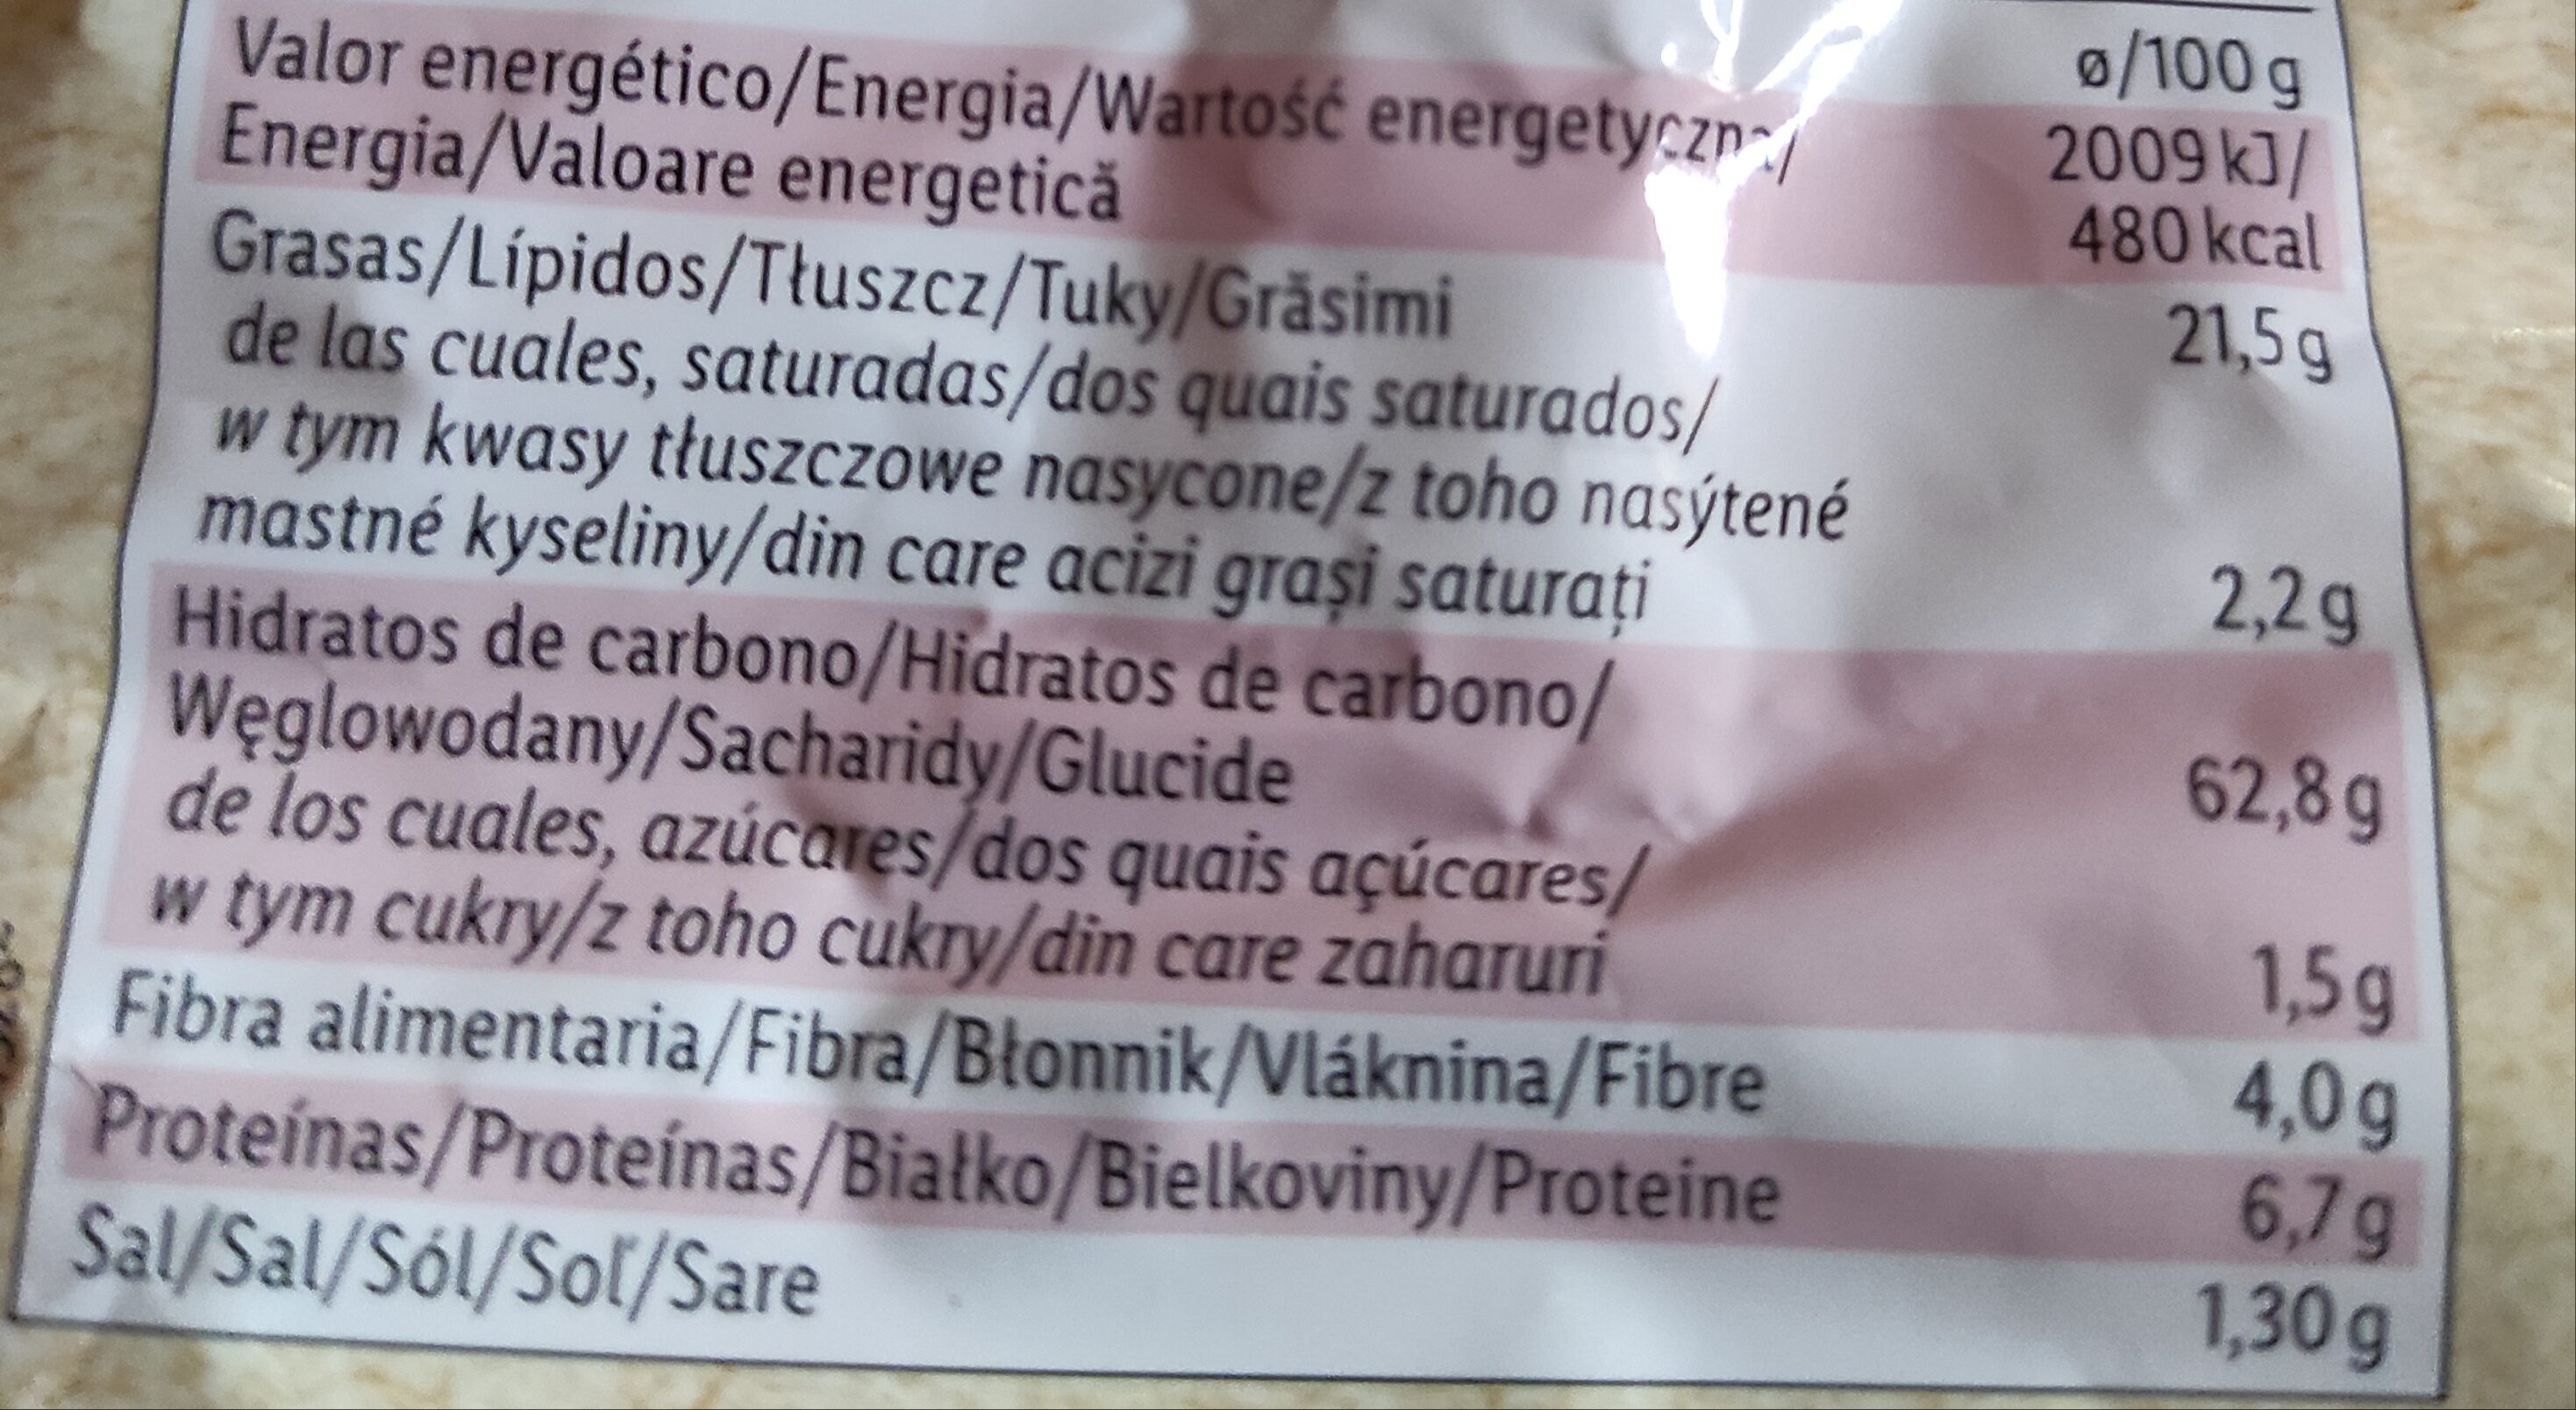 ø/100 g
Valor energético/Energia/Wartość energetyczna/ 2009 kJ/
Energia/Valoare energetică 480 kcal
Grasas/Lípidos/Tłuszcz/Tuky/Grăsimi 21,5 g
de las cuales, saturadas/dos quais saturados/
w tym kwasy tłuszczowe nasycone/z toho nasýtené
mastné kyseliny/din care acizi grași saturați 2,2 g
Hidratos de carbono/Hidratos de carbono/
Węglowodany/Sacharidy/Glucide 62,8 g
de los cuales, azúcares/dos quais açúcares/
w tym cukry/z toho cukry/din care zaharuri 1,5 g
Fibra alimentaria/Fibra/Błonnik/Vláknina/Fibre 4,0 g
Proteínas/Proteínas/Białko/Bielkoviny/Proteine 6,7 g
Sal/Sal/Sól/Soľ/Sare 1,30 g